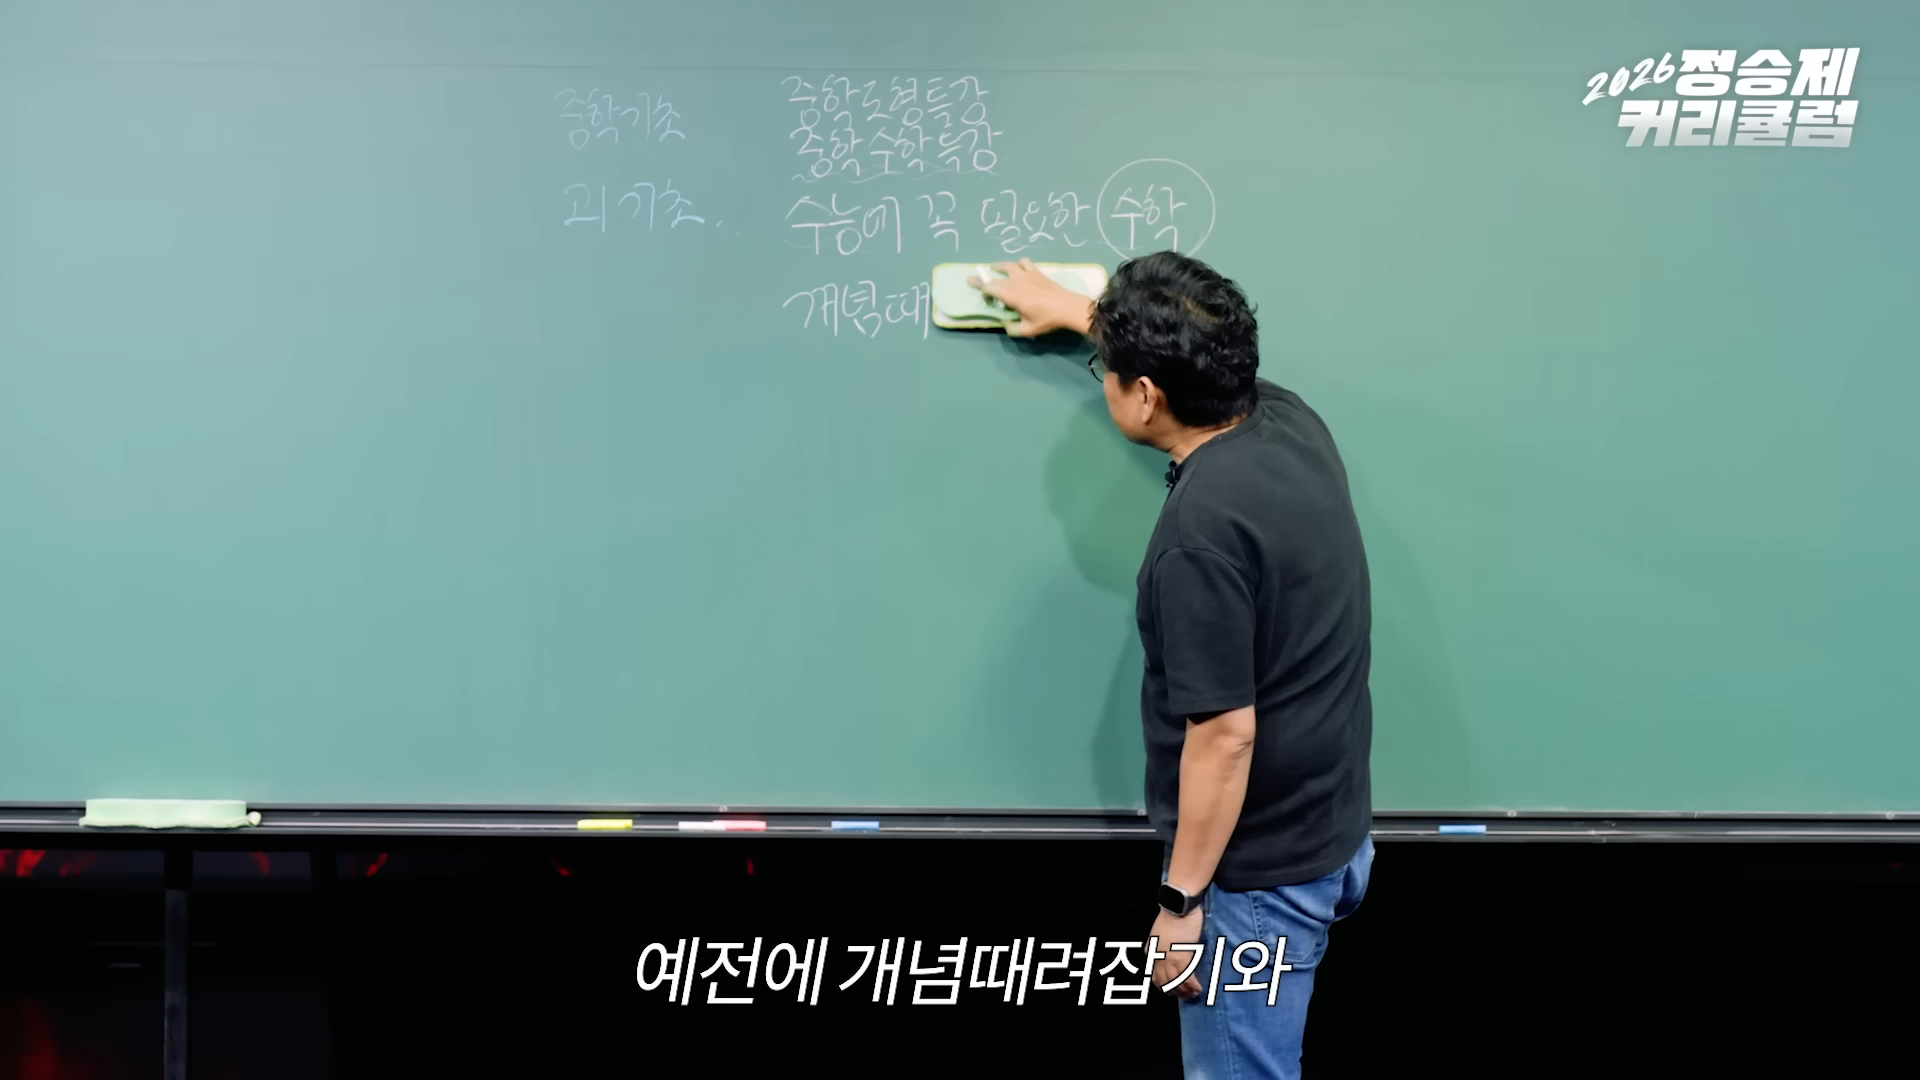 2026 정승제
커리큘럼
중학기초
중학도형특강
중학수학특강
고1 기초.
수능에 꼭 필요한 수학
개념때
예전에 개념때려잡기와